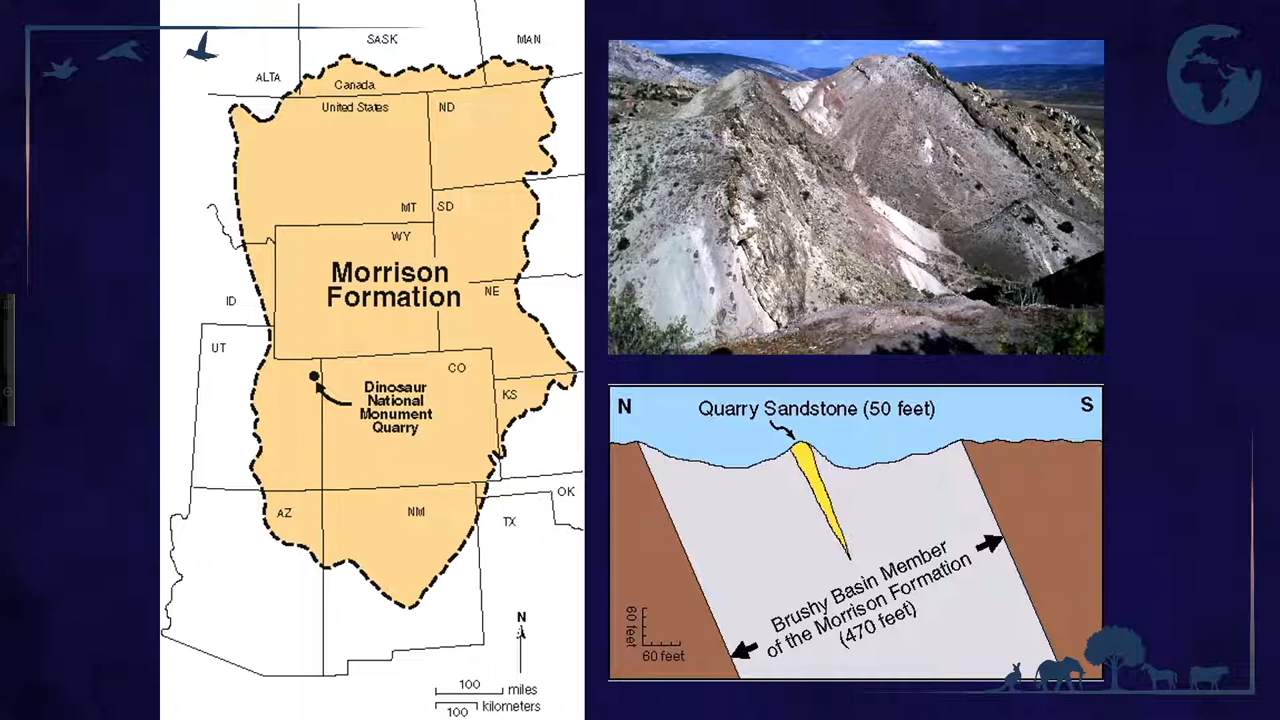 SASK
MAN
ALTA
Canada
United States
ND
MT
SD
WY
Morrison
Formation
NE
ID
UT
CO
Dinosaur
National
Monument
Quarry
KS
OK
AZ
NM
TX
N
100 miles
100 kilometers
N
S
Quarry Sandstone (50 feet)
Brushy Basin Member
of the Morrison Formation
(470 feet)
60 feet
60 feet